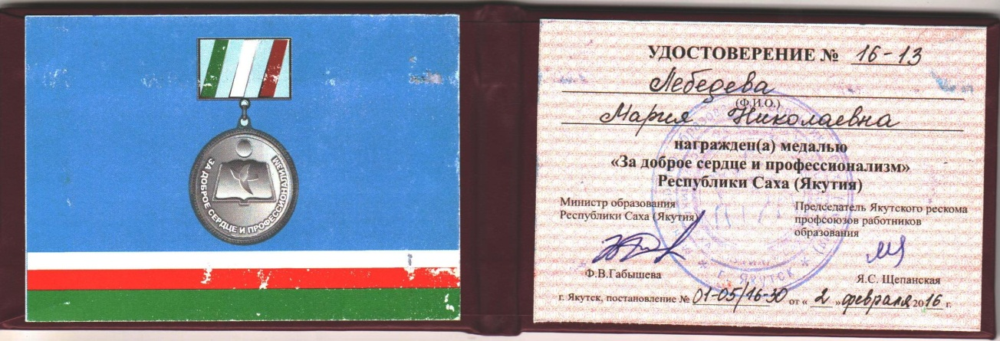 ЗА ДОБРОЕ СЕРДЦЕ И ПРОФЕССИОНАЛИЗМ
УДОСТОВЕРЕНИЕ № 16-13
Лебедева
(Ф.И.О.)
Мария Николаевна
награжден(а) медалью
«За доброе сердце и профессионализм»
Республики Саха (Якутия)
Министр образования
Республики Саха (Якутия)
Ф.В.Габышева
Председатель Якутского рескома
профсоюзов работников
образования
Я.С. Щепанская
г. Якутск, постановление № 01-05/16-30 от « 2 » февраля 2016 г.
г. ЯКУТСК